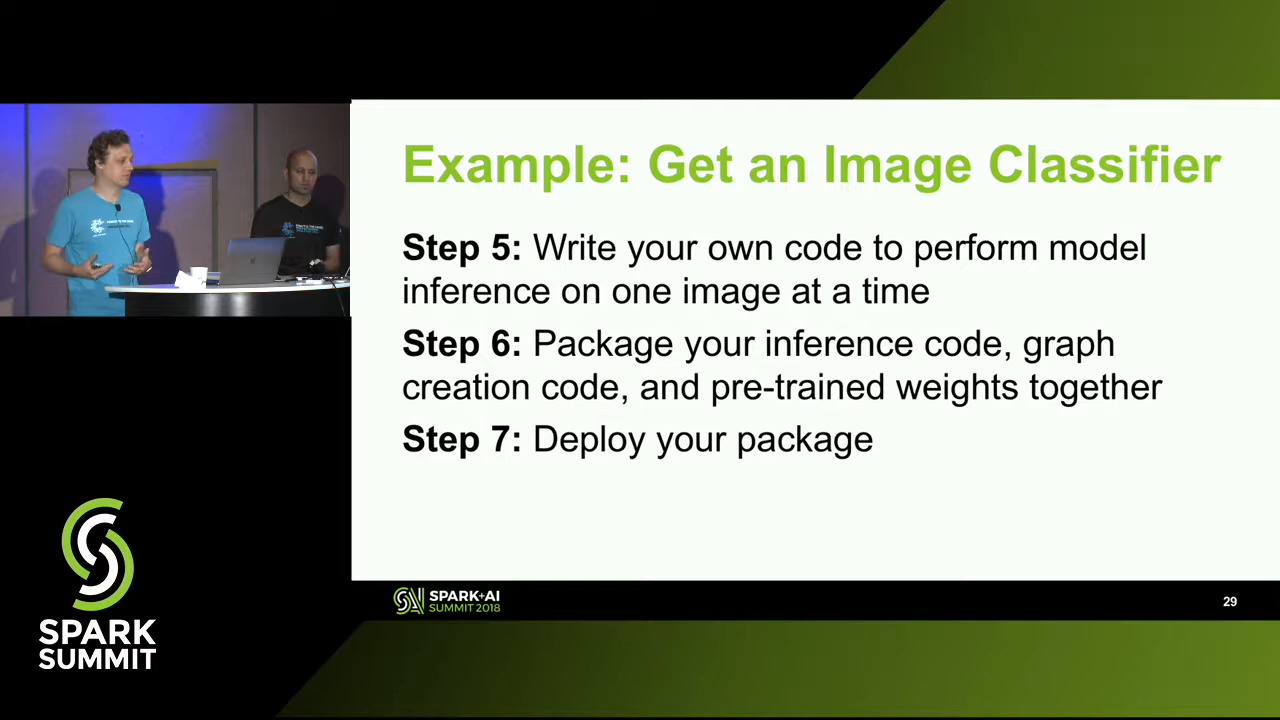 Example: Get an Image Classifier
Step 5: Write your own code to perform model
inference on one image at a time
Step 6: Package your inference code, graph
creation code, and pre-trained weights together
Step 7: Deploy your package
SPARK
SUMMIT
SPARK+AI
SUMMIT 2018
29